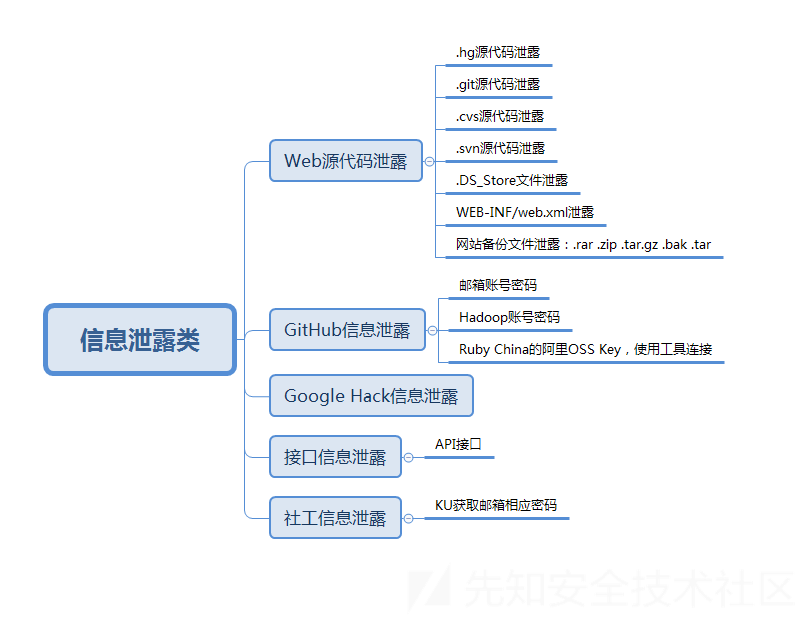 信息泄露类
Web源代码泄露
.hg源代码泄露
.git源代码泄露
.cvs源代码泄露
.svn源代码泄露
.DS_Store文件泄露
WEB-INF/web.xml泄露
网站备份文件泄露：.rar .zip .tar.gz .bak .tar
GitHub信息泄露
邮箱账号密码
Hadoop账号密码
Ruby China的阿里OSS Key，使用工具连接
Google Hack信息泄露
接口信息泄露
API接口
社工信息泄露
KU获取邮箱相应密码
先知安全技术社区